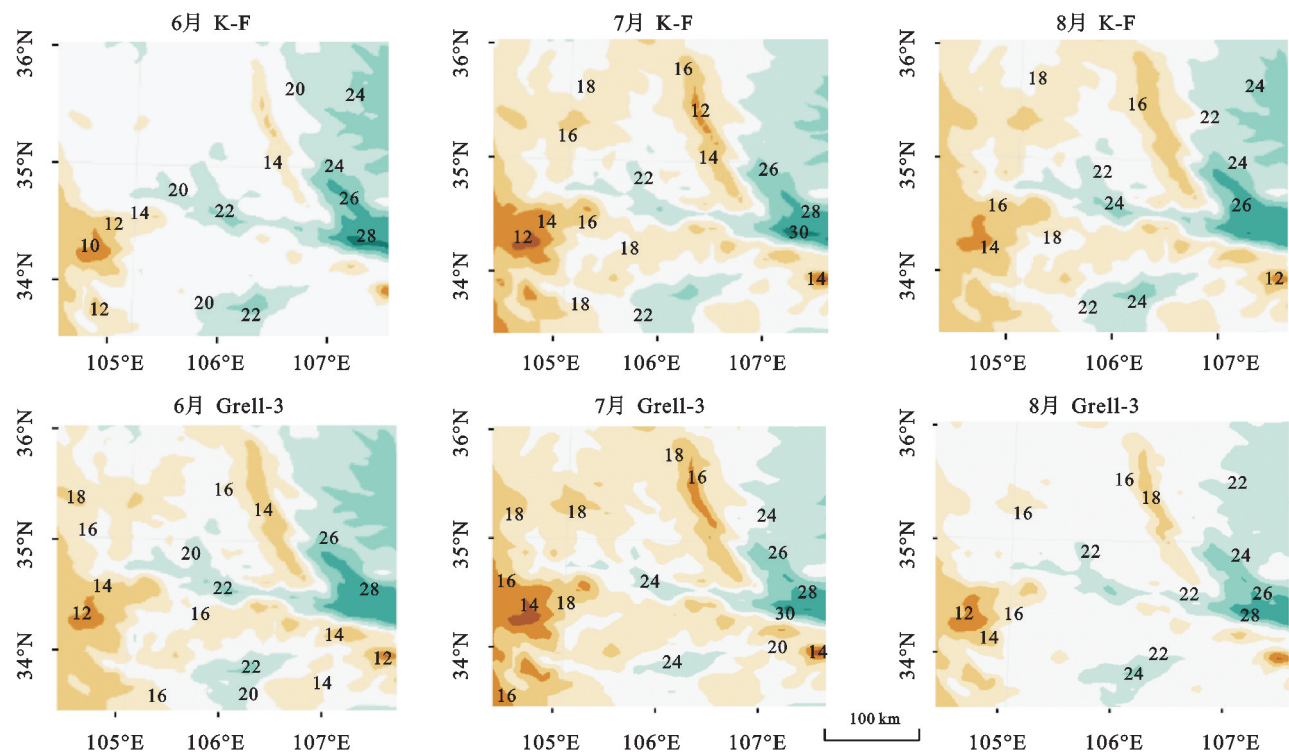 6月 K-F
7月 K-F
8月 K-F
36°N
35°N
34°N
20
24
14
24
20
26
22
14
12
28
10
20
12
22
105°E
106°E
107°E
36°N
35°N
34°N
16
18
12
16
14
26
22
28
14
16
30
12
18
14
18
22
105°E
106°E
107°E
36°N
35°N
34°N
18
24
16
22
24
22
16
24
26
18
14
12
22
24
105°E
106°E
107°E
6月 Grell-3
7月 Grell-3
8月 Grell-3
36°N
35°N
34°N
18
16
14
16
26
20
14
22
28
12
16
14
12
22
14
16
20
105°E
106°E
107°E
36°N
35°N
34°N
18
16
18
18
24
26
16
24
28
14
18
30
20
14
24
16
105°E
106°E
107°E
100 km
36°N
35°N
34°N
16
22
18
16
22
24
22
26
12
16
28
14
22
24
105°E
106°E
107°E